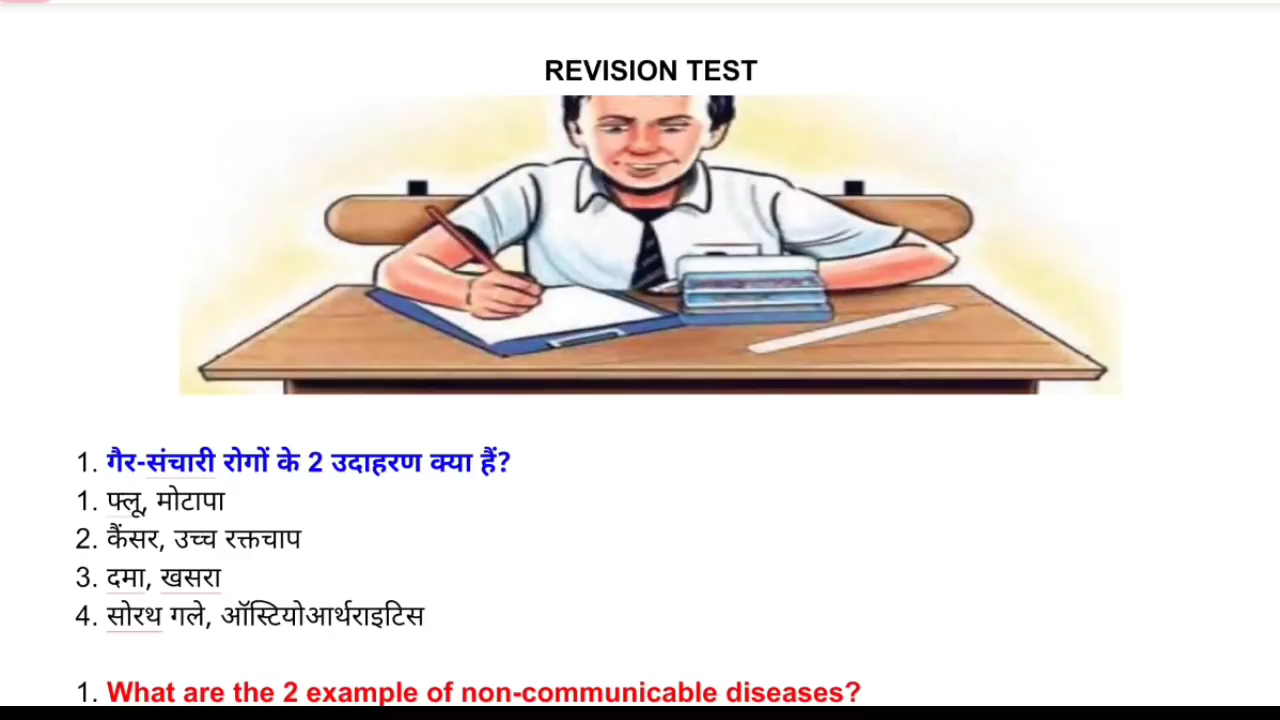 REVISION TEST
1. गैर-संचारी रोगों के 2 उदाहरण क्या हैं?
1. फ्लू, मोटापा
2. कैंसर, उच्च रक्तचाप
3. दमा, खसरा
4. सोरथ गले, ऑस्टियोआर्थराइटिस
1. What are the 2 example of non-communicable diseases?